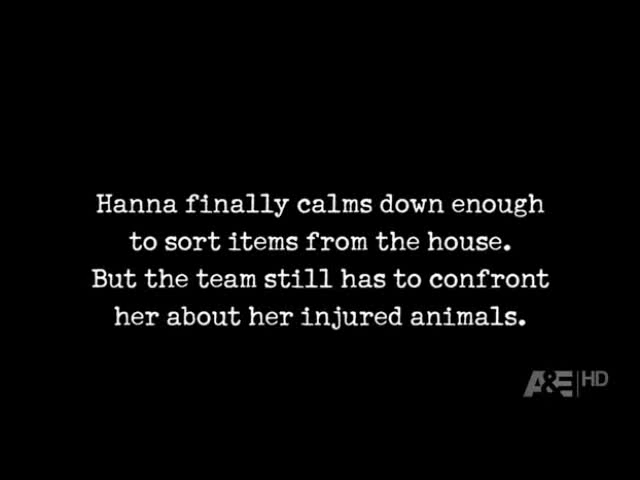 Hanna finally calms down enough
to sort items from the house.
But the team still has to confront
her about her injured animals.
A&E HD